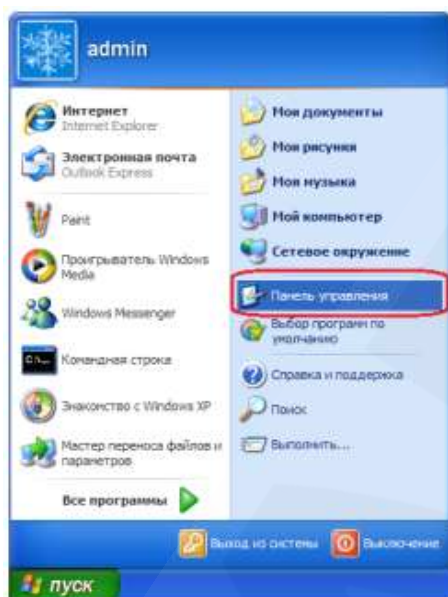 admin
Интернет
Internet Explorer
Электронная почта
Outlook Express
Paint
Проигрыватель Windows
Media
Windows Messenger
Командная строка
Знакомство с Windows XP
Мастер переноса файлов и
параметров
Все программы
Мои документы
Мои рисунки
Моя музыка
Мой компьютер
Сетевое окружение
Панель управления
Выбор программ по
умолчанию
Справка и поддержка
Поиск
Выполнить...
Выход из системы
Выключение
пуск